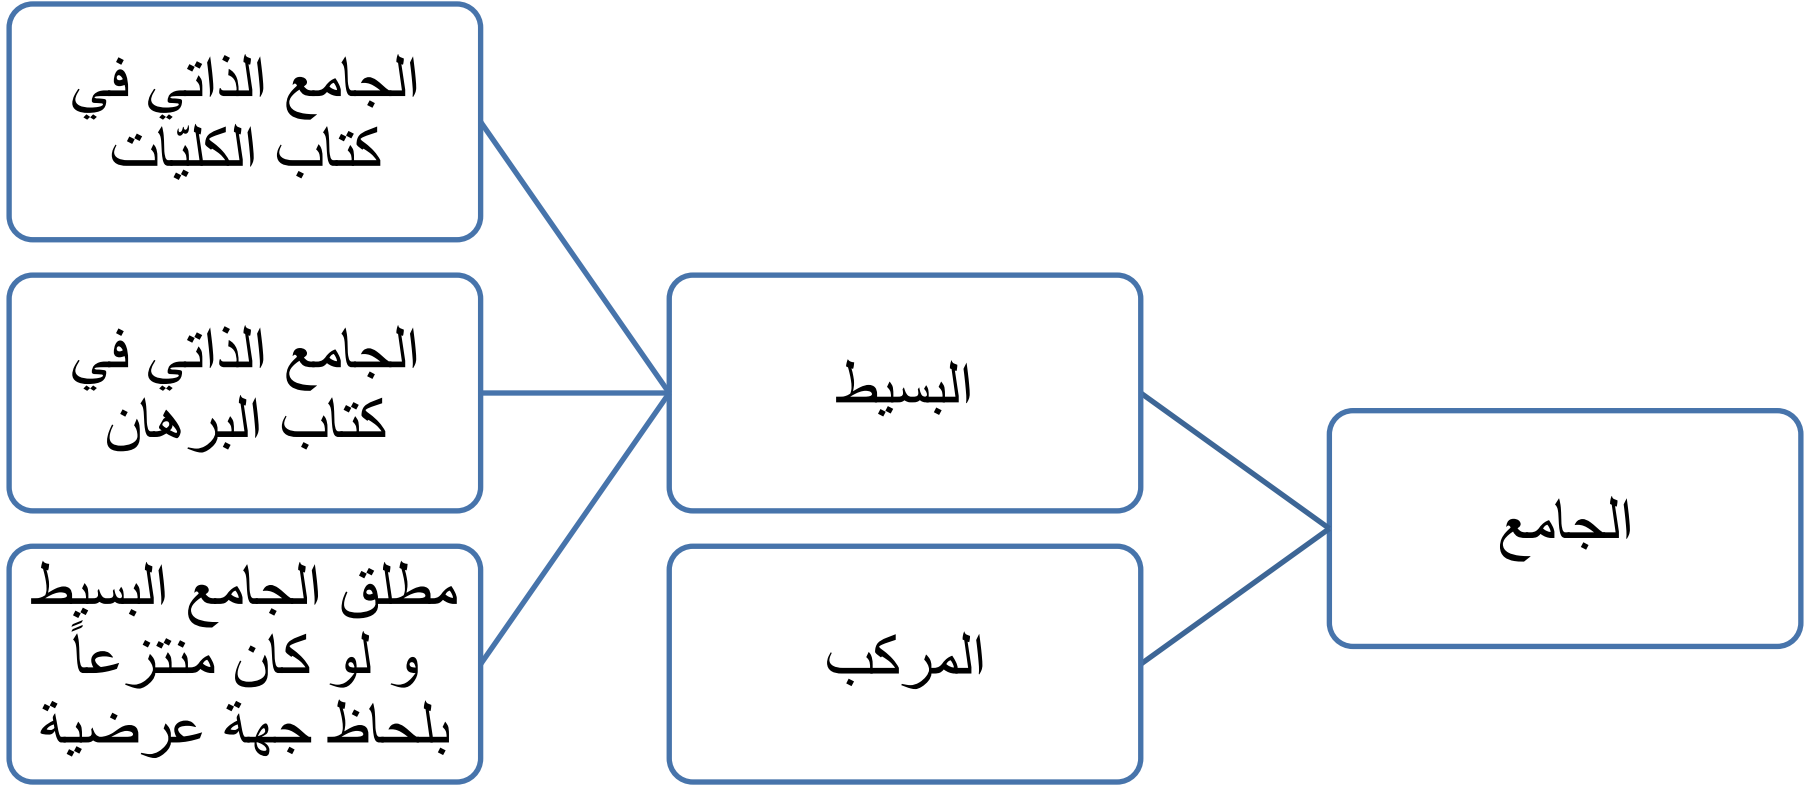 الجامع
البسيط
المركب
الجامع الذاتي في
كتاب الكليّات
الجامع الذاتي في
كتاب البرهان
مطلق الجامع البسيط
و لو كان منتزعاً
بلحاظ جهة عرضية